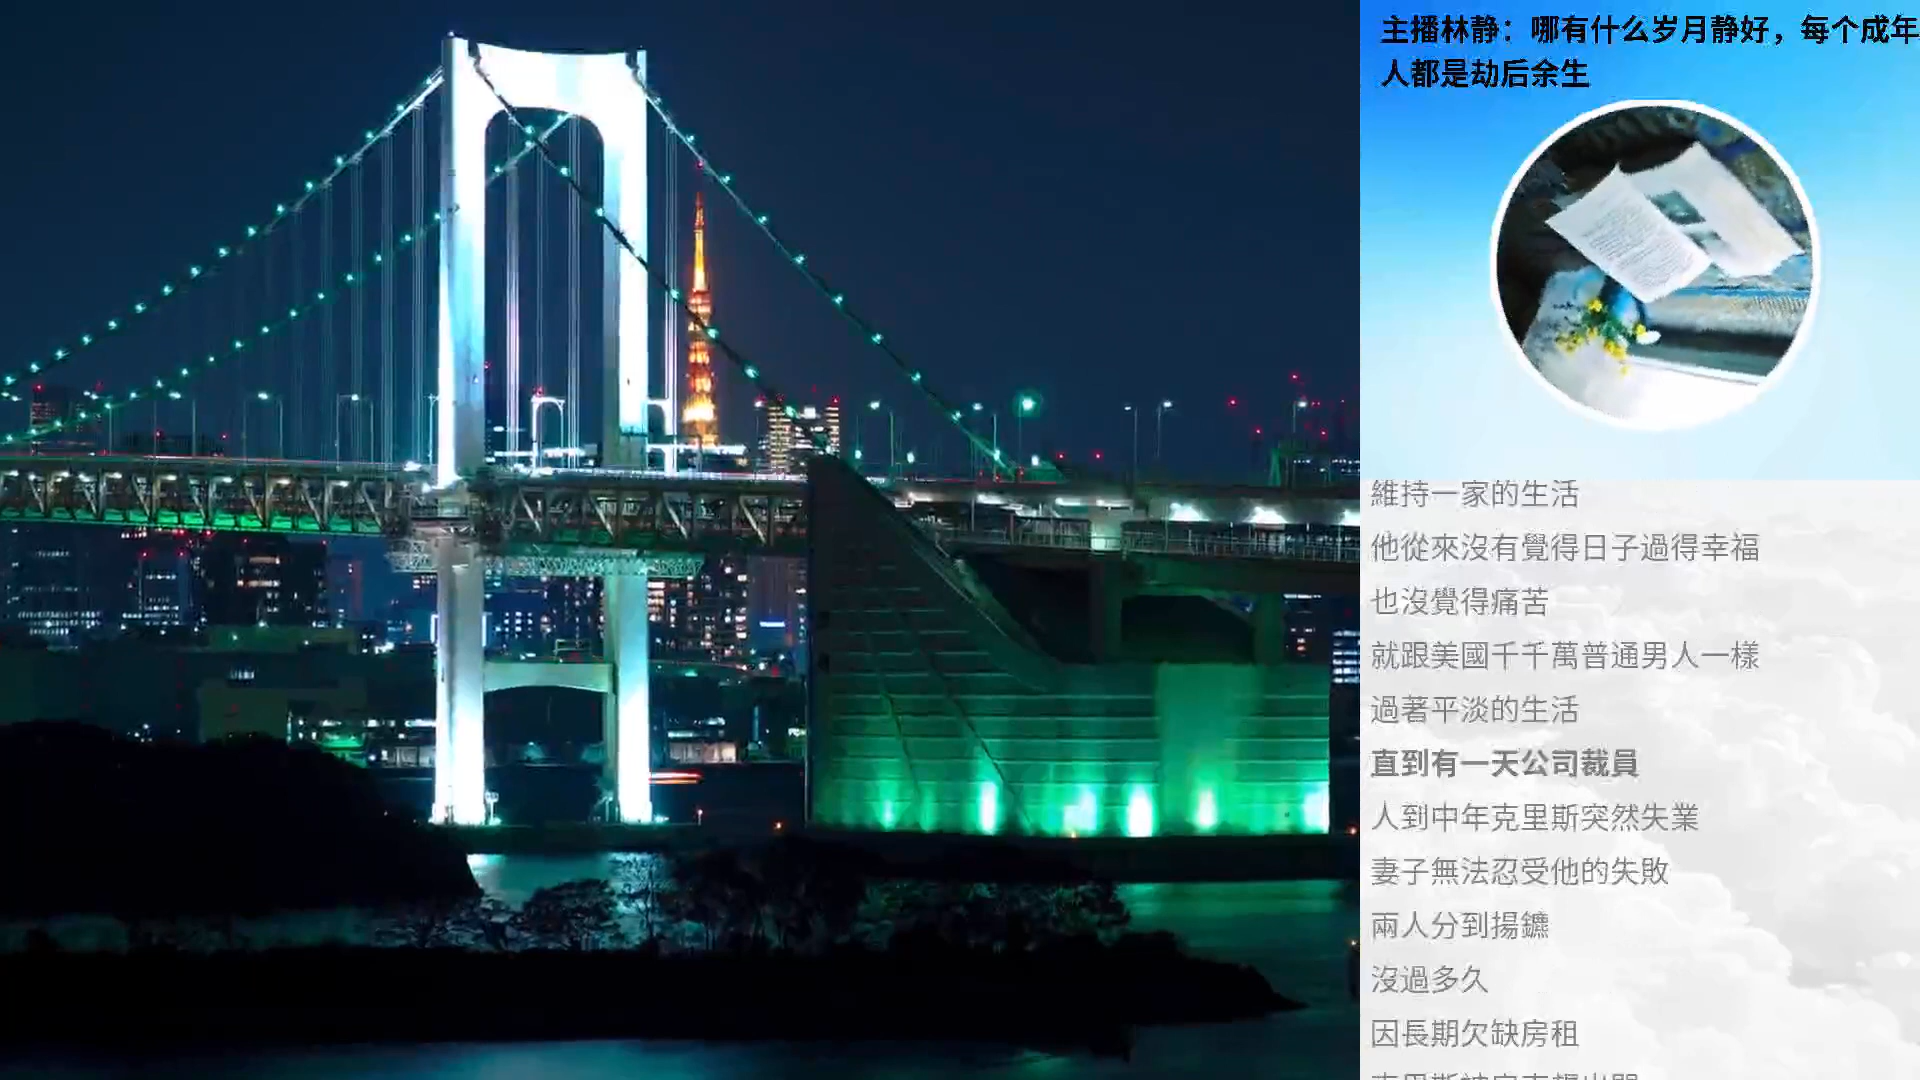 主播林静：哪有什么岁月静好，每个成年
人都是劫后余生
維持一家的生活
他從來沒有覺得日子過得幸福
也沒覺得痛苦
就跟美國千千萬普通男人一樣
過著平淡的生活
直到有一天公司裁員
人到中年克里斯突然失業
妻子無法忍受他的失敗
兩人分到揚鑣
沒過多久
因長期欠缺房租